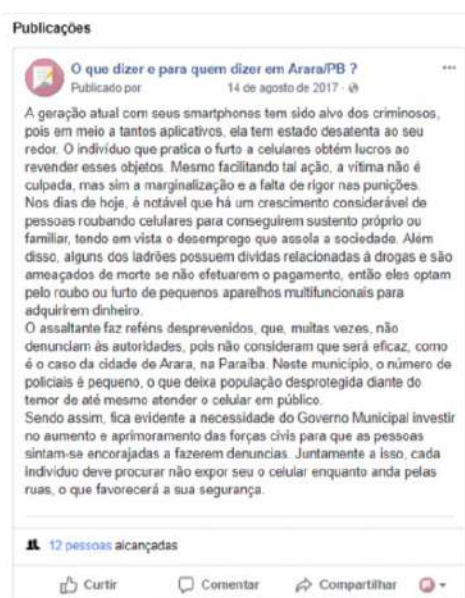 Publicações
O que dizer e para quem dizer em Arara/PB ?
Publicado por 14 de agosto de 2017 ·
A geração atual com seus smartphones tem sido alvo dos criminosos,
pois em meio a tantos aplicativos, ela tem estado desatenta ao seu
redor. O indivíduo que pratica o furto a celulares obtém lucros ao
revender esses objetos. Mesmo facilitando tal ação, a vítima não é
culpada, mas sim a marginalização e a falta de rigor nas punições.
Nos dias de hoje, é notável que há um crescimento considerável de
pessoas roubando celulares para conseguirem sustento próprio ou
familiar, tendo em vista o desemprego que assola a sociedade. Além
disso, alguns dos ladrões possuem dívidas relacionadas à drogas e são
ameaçados de morte se não efetuarem o pagamento, então eles optam
pelo roubo ou furto de pequenos aparelhos multifuncionais para
adquirirem dinheiro.
O assaltante faz reféns desprevenidos, que, muitas vezes, não
denunciam às autoridades, pois não consideram que será eficaz, como
é o caso da cidade de Arara, na Paraíba. Neste município, o número de
policiais é pequeno, o que deixa população desprotegida diante do
temor de até mesmo atender o celular em público.
Sendo assim, fica evidente a necessidade do Governo Municipal investir
no aumento e aprimoramento das forças civis para que as pessoas
sintam-se encorajadas a fazerem denuncias. Juntamente a isso, cada
indivíduo deve procurar não expor seu o celular enquanto anda pelas
ruas, o que favorecerá a sua segurança.
12 pessoas alcançadas
Curtir Comentar Compartilhar